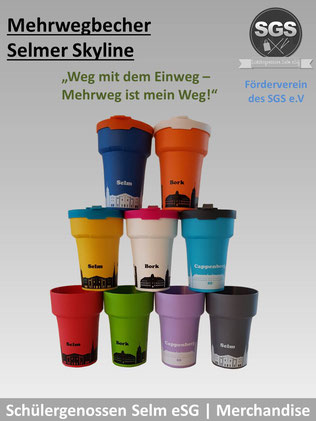 Mehrwegbecher
Selmer Skyline
SGS
„Weg mit dem Einweg –
Mehrweg ist mein Weg!“
Förderverein
des SGS e.V
Selm
Bork
Selm
Bork
Cappenberg
Selm
Bork
Cappenberg
Selm
Schülergenossen Selm eSG | Merchandise